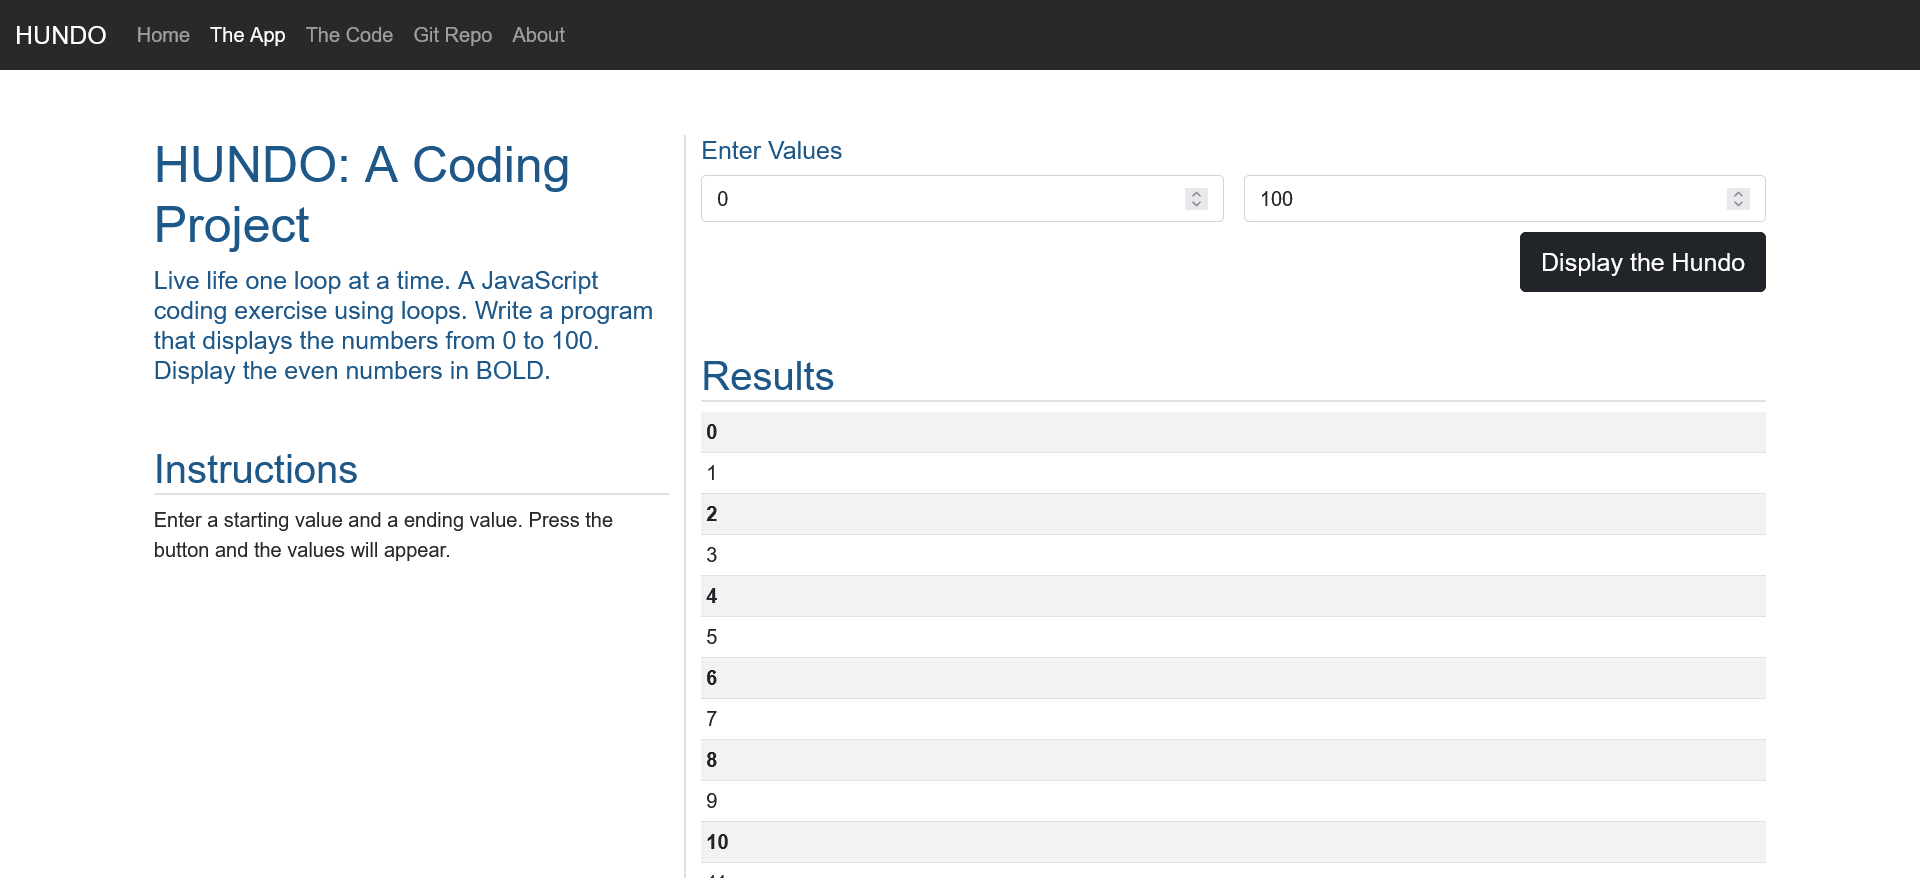 HUNDO Home The App The Code Git Repo About
HUNDO: A Coding
Project
Live life one loop at a time. A JavaScript
coding exercise using loops. Write a program
that displays the numbers from 0 to 100.
Display the even numbers in BOLD.
Instructions
Enter a starting value and a ending value. Press the
button and the values will appear.
Enter Values
0 100
Display the Hundo
Results
0
1
2
3
4
5
6
7
8
9
10